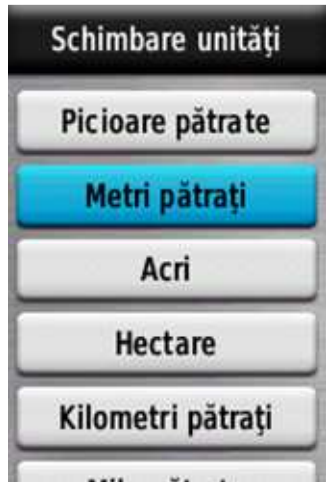 Schimbare unități
Picioare pătrate
Metri pătrați
Acri
Hectare
Kilometri pătrați